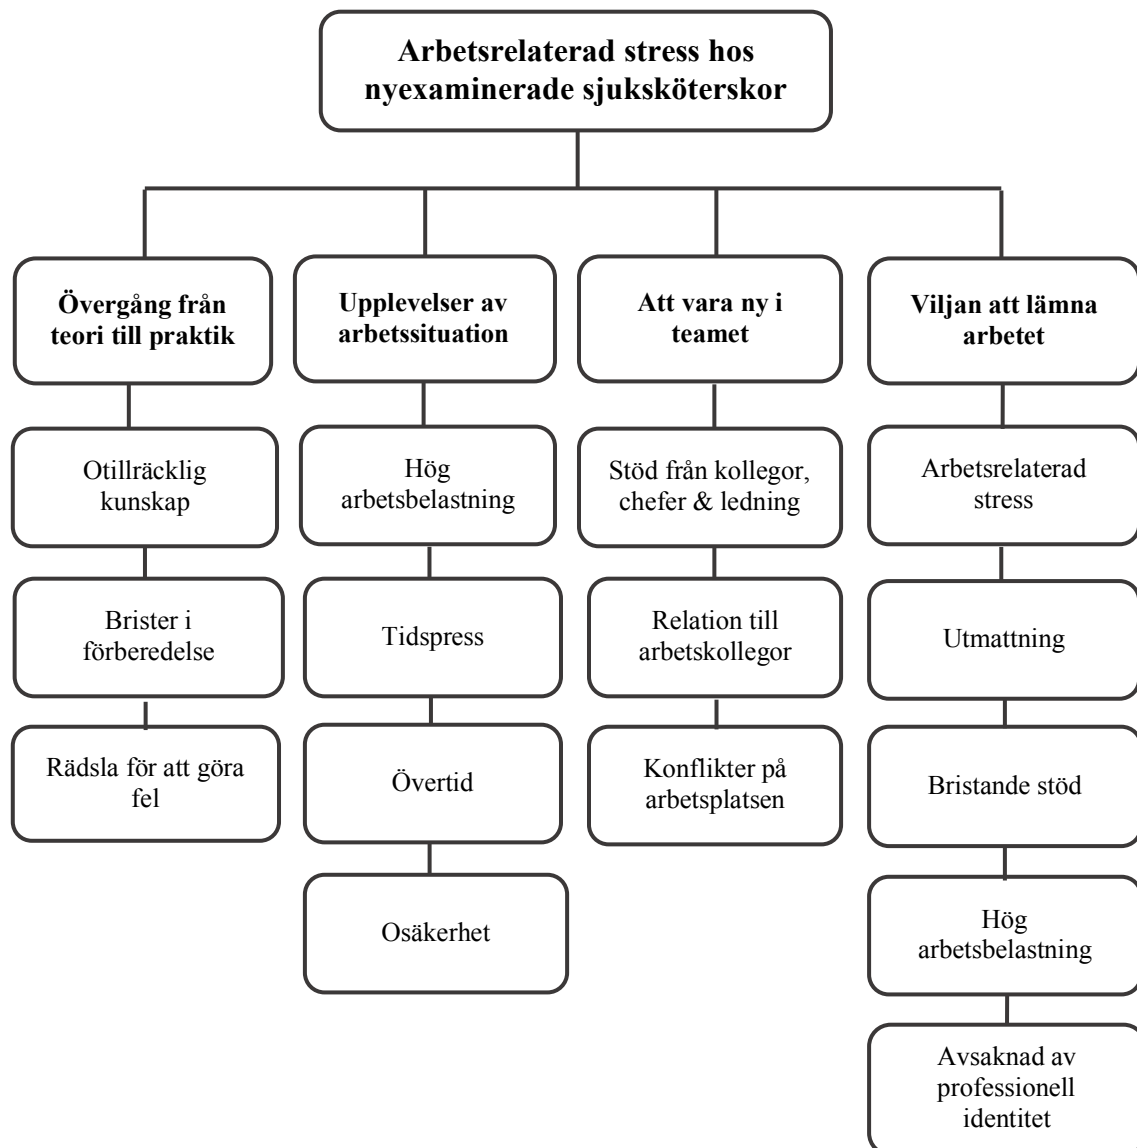 Arbetsrelaterad stress hos
nyexaminerade sjuksköterskor
Övergång från
teori till praktik
Otillräcklig
kunskap
Brister i
förberedelse
Rädsla för att göra
fel
Upplevelser av
arbetssituation
Hög
arbetsbelastning
Tidspress
Övertid
Osäkerhet
Att vara ny i
teamet
Stöd från kollegor,
chefer & ledning
Relation till
arbetskollegor
Konflikter på
arbetsplatsen
Viljan att lämna
arbetet
Arbetsrelaterad
stress
Utmattning
Bristande stöd
Hög
arbetsbelastning
Avsaknad av
professionell
identitet